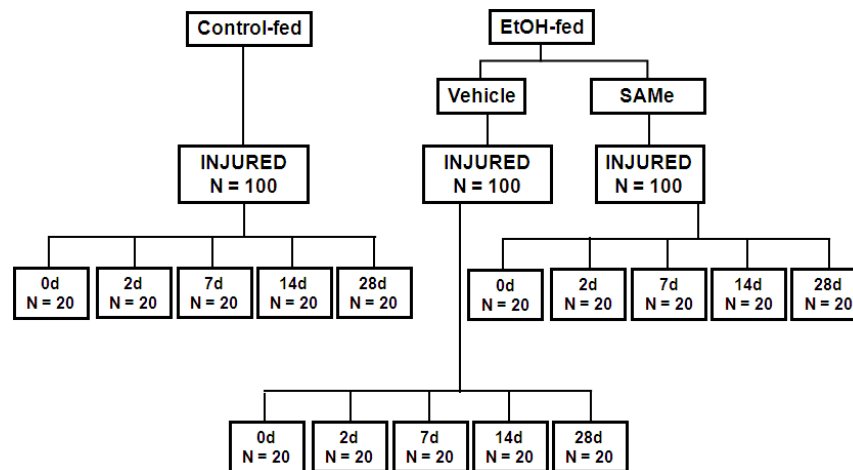 Control-fed
EtOH-fed
Vehicle
SAMe
INJURED
N = 100
INJURED
N = 100
INJURED
N = 100
0d
N = 20
2d
N = 20
7d
N = 20
14d
N = 20
28d
N = 20
0d
N = 20
2d
N = 20
7d
N = 20
14d
N = 20
28d
N = 20
0d
N = 20
2d
N = 20
7d
N = 20
14d
N = 20
28d
N = 20